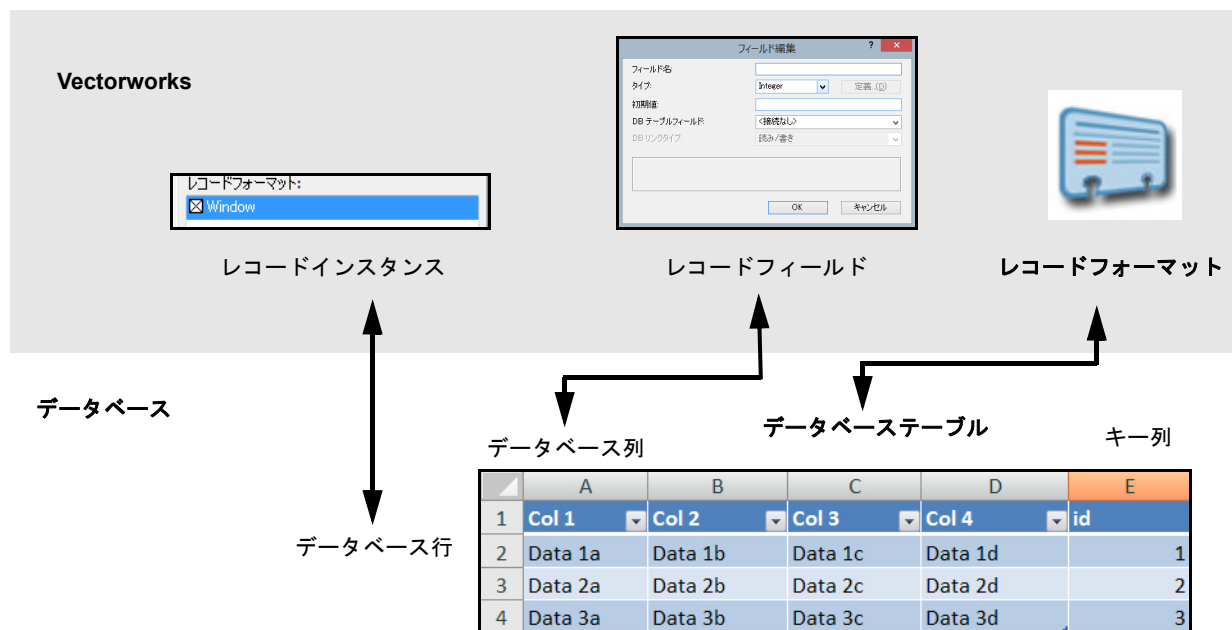 Vectorworks
フィールド編集 ? ×
フィールド名:
タイプ: Integer 定義...(D)
初期値:
DB テーブルフィールド: <接続なし>
DB リンクタイプ: 読み/書き
OK キャンセル
レコードフォーマット:
Window
レコードインスタンス
レコードフィールド
レコードフォーマット
データベース
データベース列
データベーステーブル
キー列
データベース行
A B C D E
1 Col 1 Col 2 Col 3 Col 4 id
2 Data 1a Data 1b Data 1c Data 1d 1
3 Data 2a Data 2b Data 2c Data 2d 2
4 Data 3a Data 3b Data 3c Data 3d 3